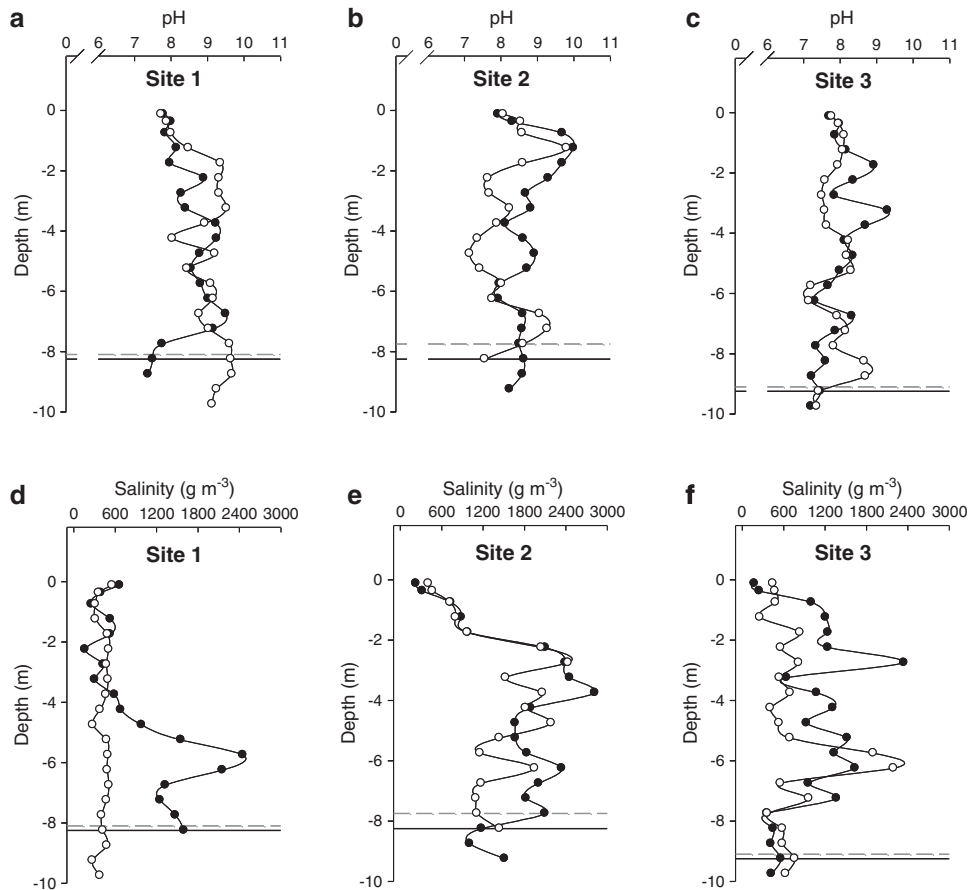 a
pH
0 6 7 8 9 10 11
Site 1
Depth (m)
0
-2
-4
-6
-8
-10
b
pH
0 6 7 8 9 10 11
Site 2
Depth (m)
0
-2
-4
-6
-8
-10
c
pH
0 6 7 8 9 10 11
Site 3
Depth (m)
0
-2
-4
-6
-8
-10
d
Salinity (g m-3)
0 600 1200 1800 2400 3000
Site 1
Depth (m)
0
-2
-4
-6
-8
-10
e
Salinity (g m-3)
0 600 1200 1800 2400 3000
Site 2
Depth (m)
0
-2
-4
-6
-8
-10
f
Salinity (g m-3)
0 600 1200 1800 2400 3000
Site 3
Depth (m)
0
-2
-4
-6
-8
-10